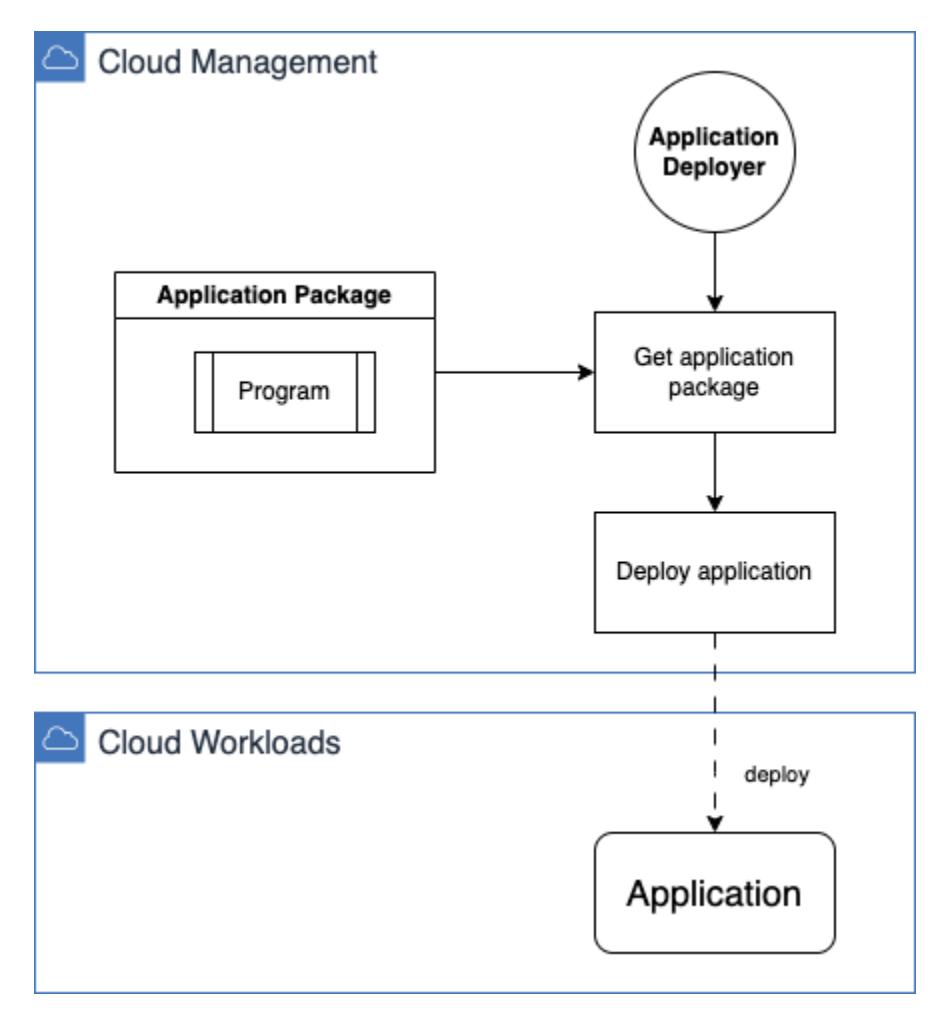 Cloud Management
Application
Deployer
Application Package
Program
Get application
package
Deploy application
Cloud Workloads
deploy
Application